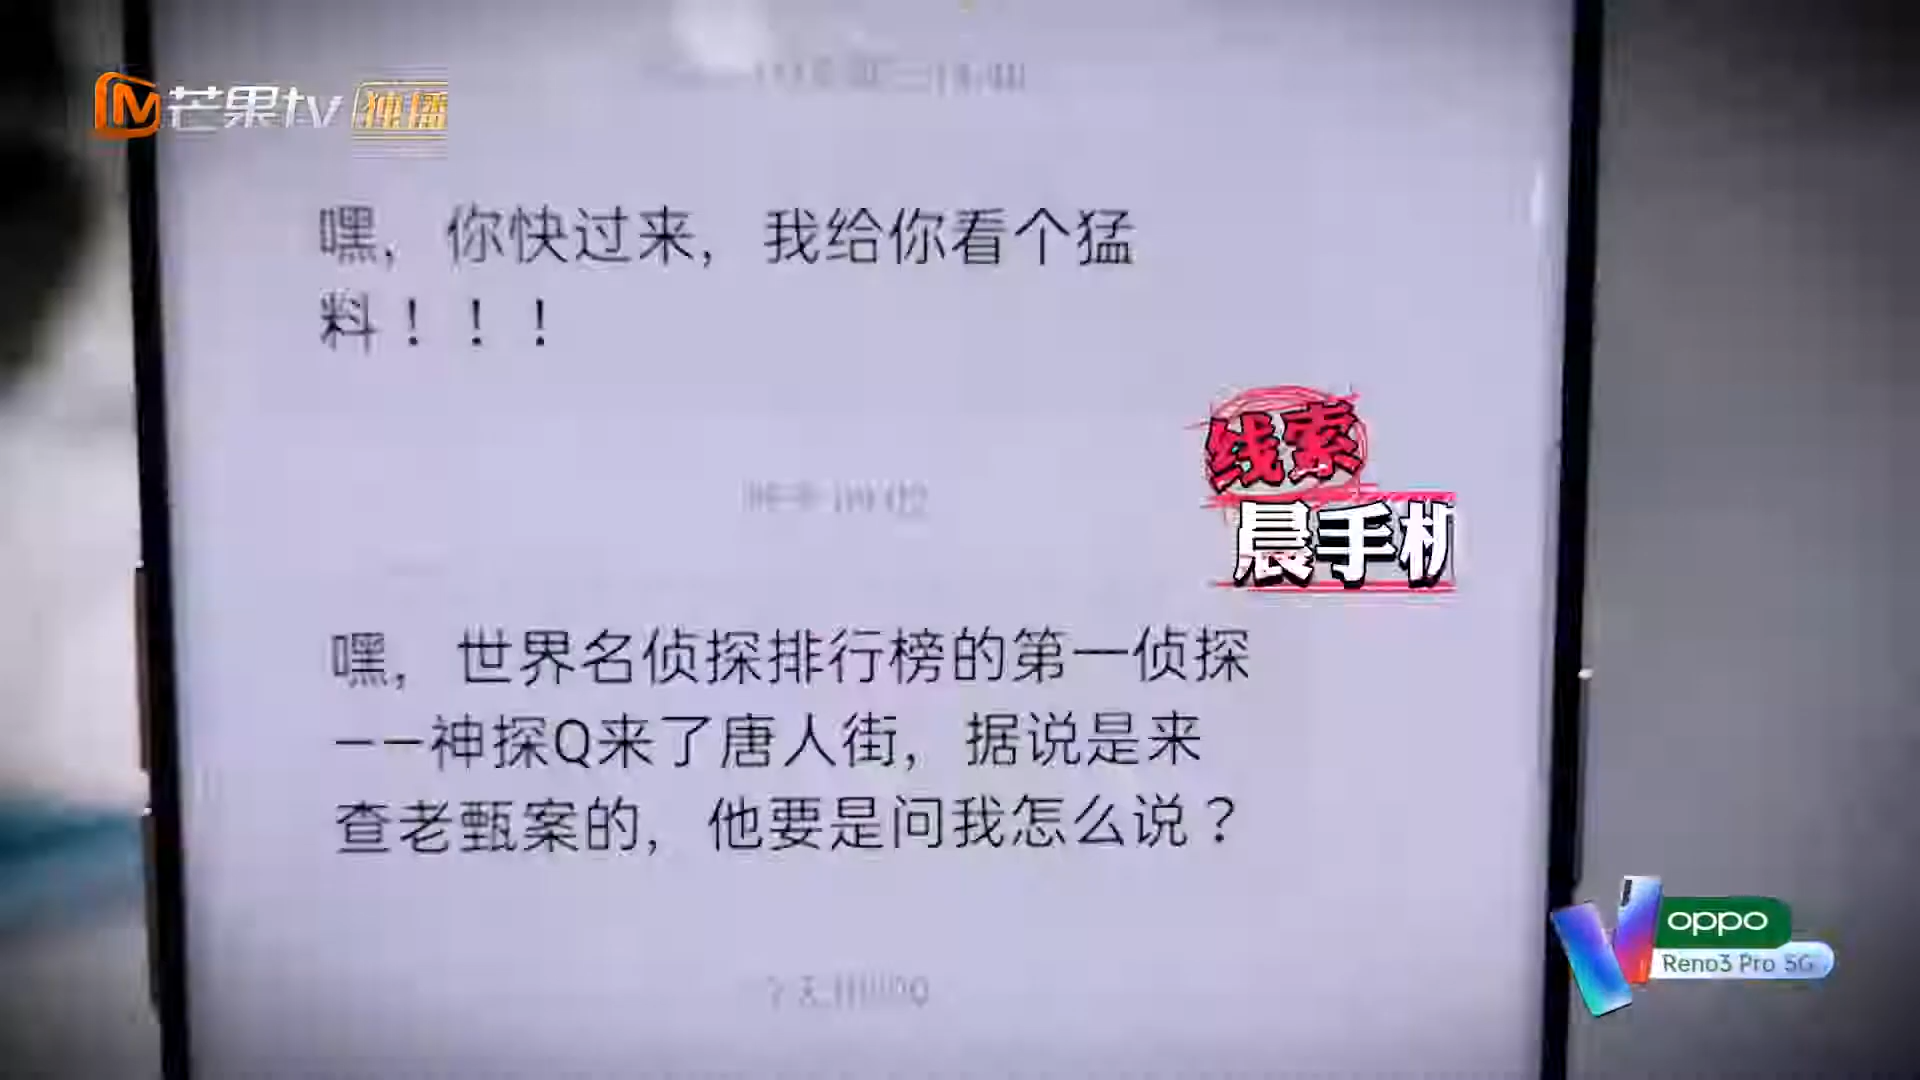 芒果tv 独播
嘿，你快过来，我给你看个猛
料！！！
线索
晨手机
嘿，世界名侦探排行榜的第一侦探
——神探Q来了唐人街，据说是来
查老甄案的，他要是问我怎么说？
oppo
Reno3 Pro 5G